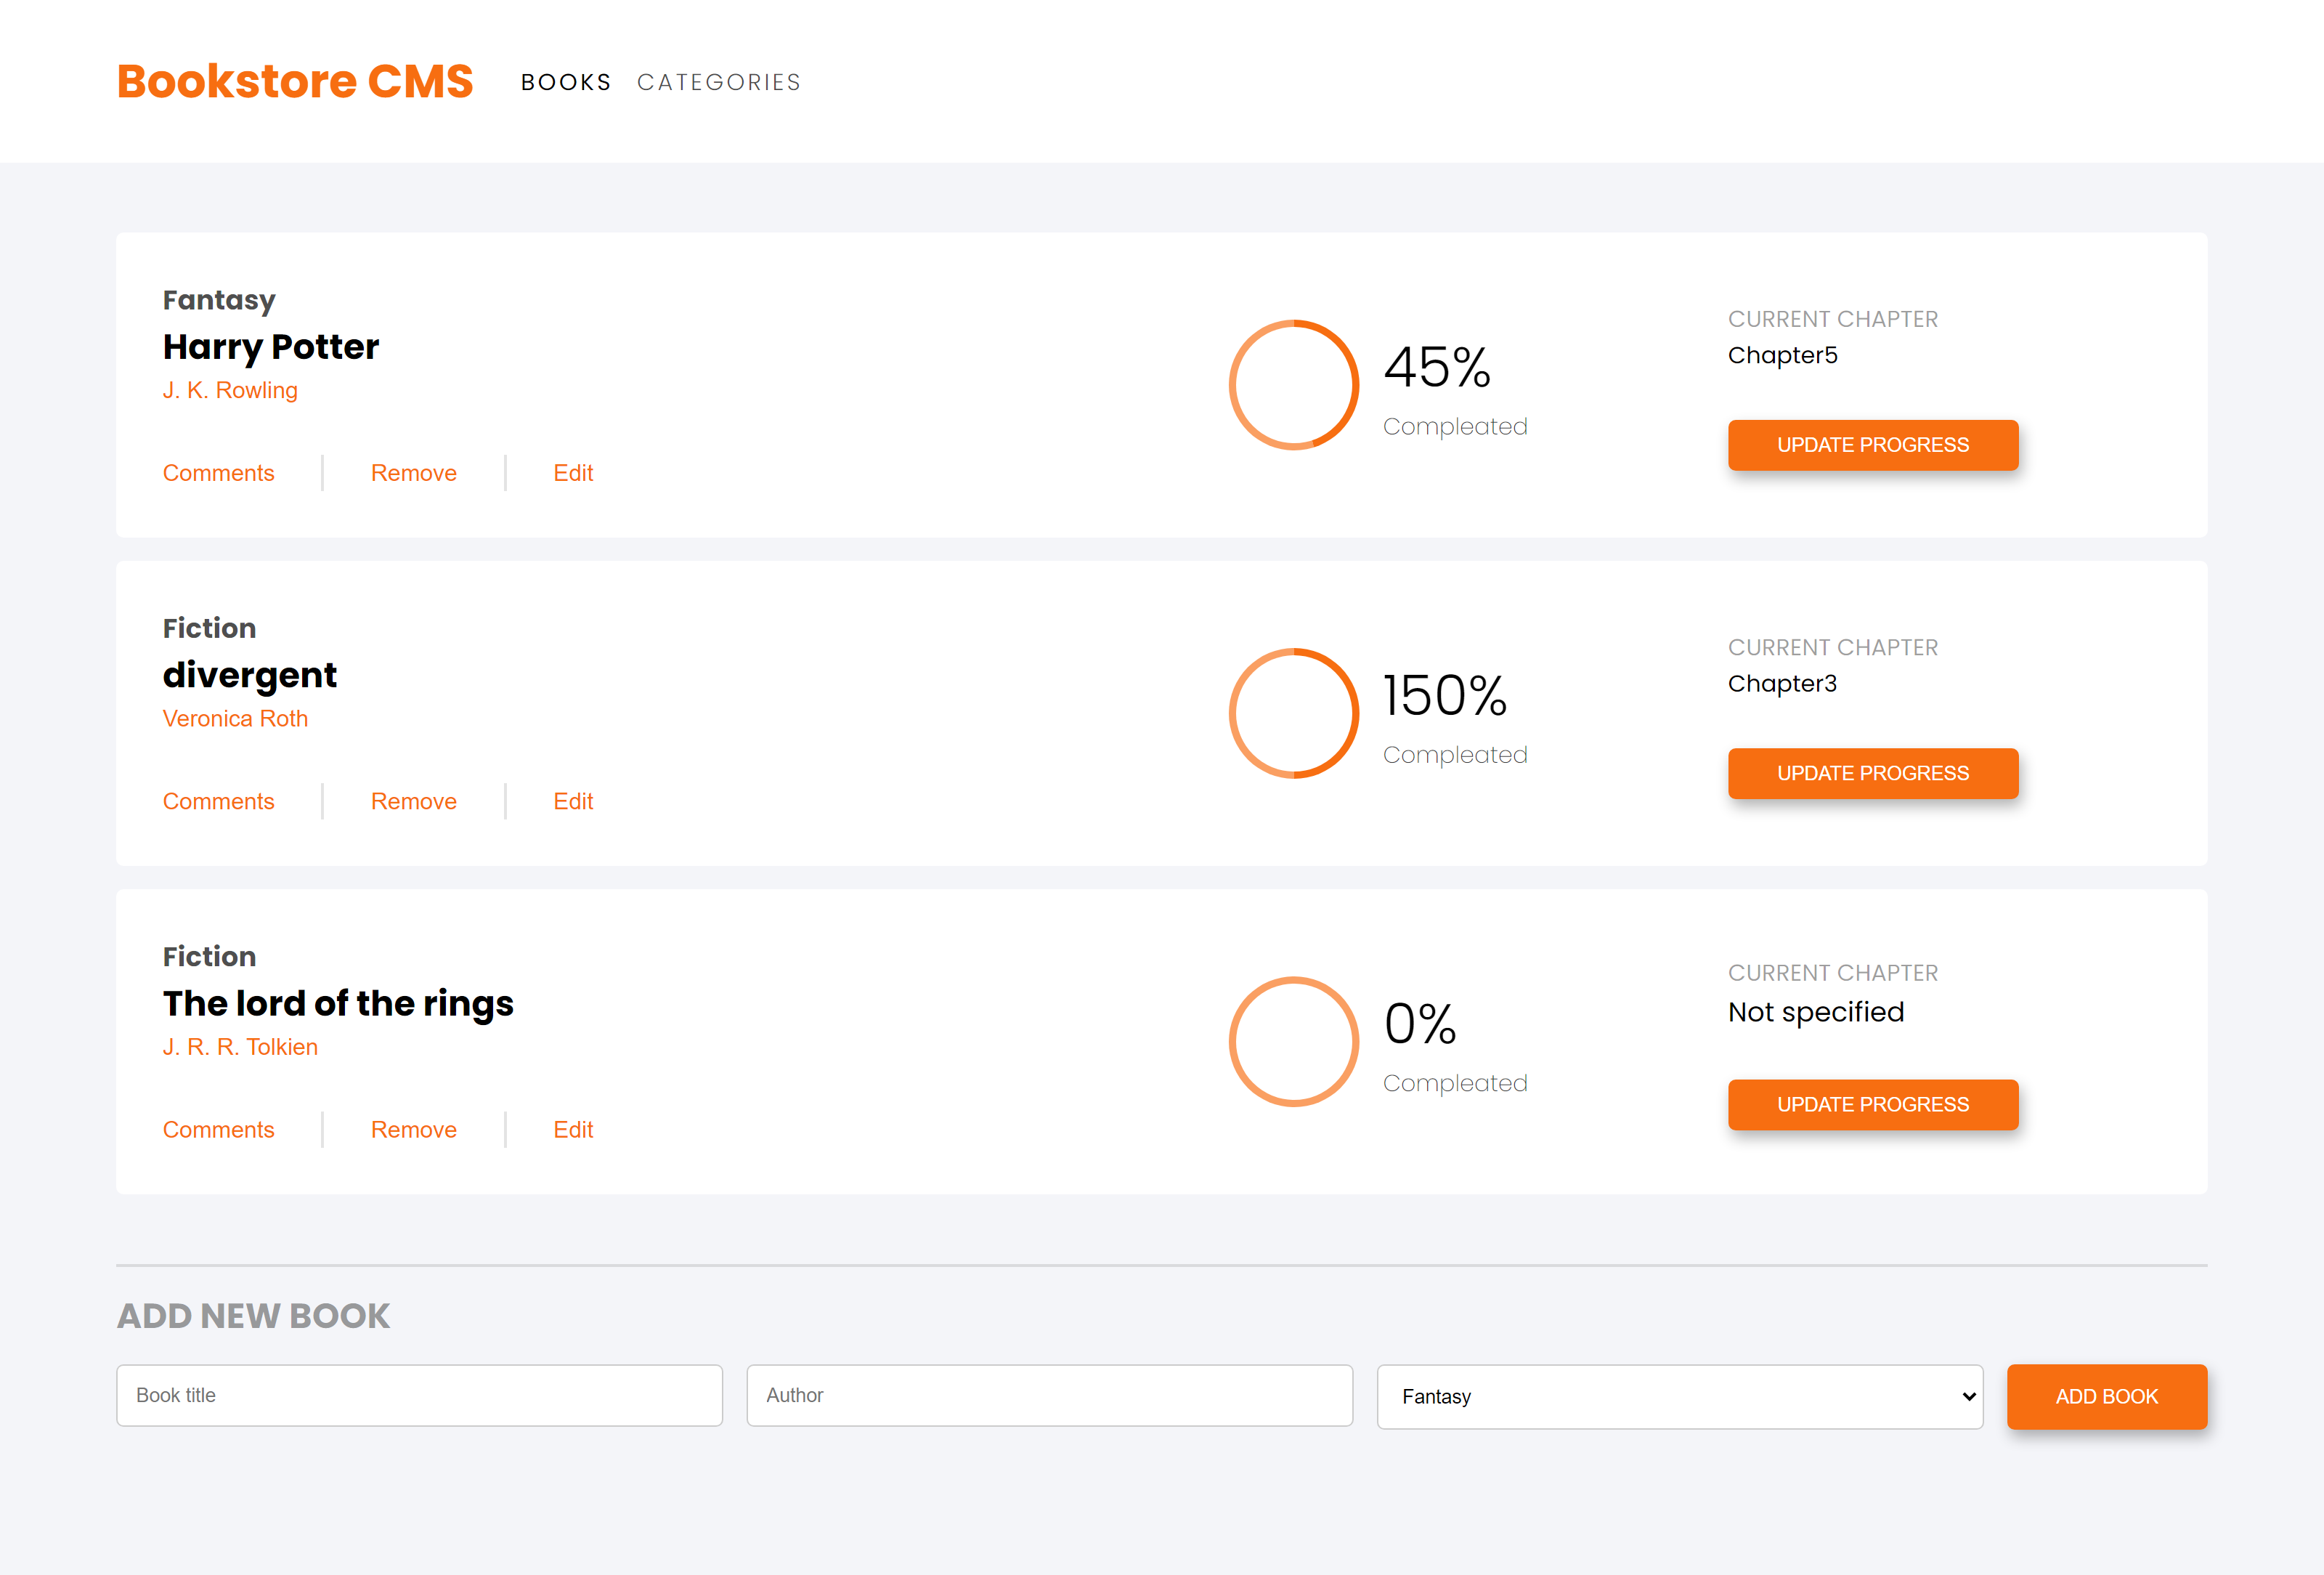 Bookstore CMS BOOKS CATEGORIES
Fantasy
Harry Potter
J. K. Rowling
Comments Remove Edit
45%
Compleated
CURRENT CHAPTER
Chapter5
UPDATE PROGRESS
Fiction
divergent
Veronica Roth
Comments Remove Edit
150%
Compleated
CURRENT CHAPTER
Chapter3
UPDATE PROGRESS
Fiction
The lord of the rings
J. R. R. Tolkien
Comments Remove Edit
0%
Compleated
CURRENT CHAPTER
Not specified
UPDATE PROGRESS
ADD NEW BOOK
Book title Author Fantasy ADD BOOK